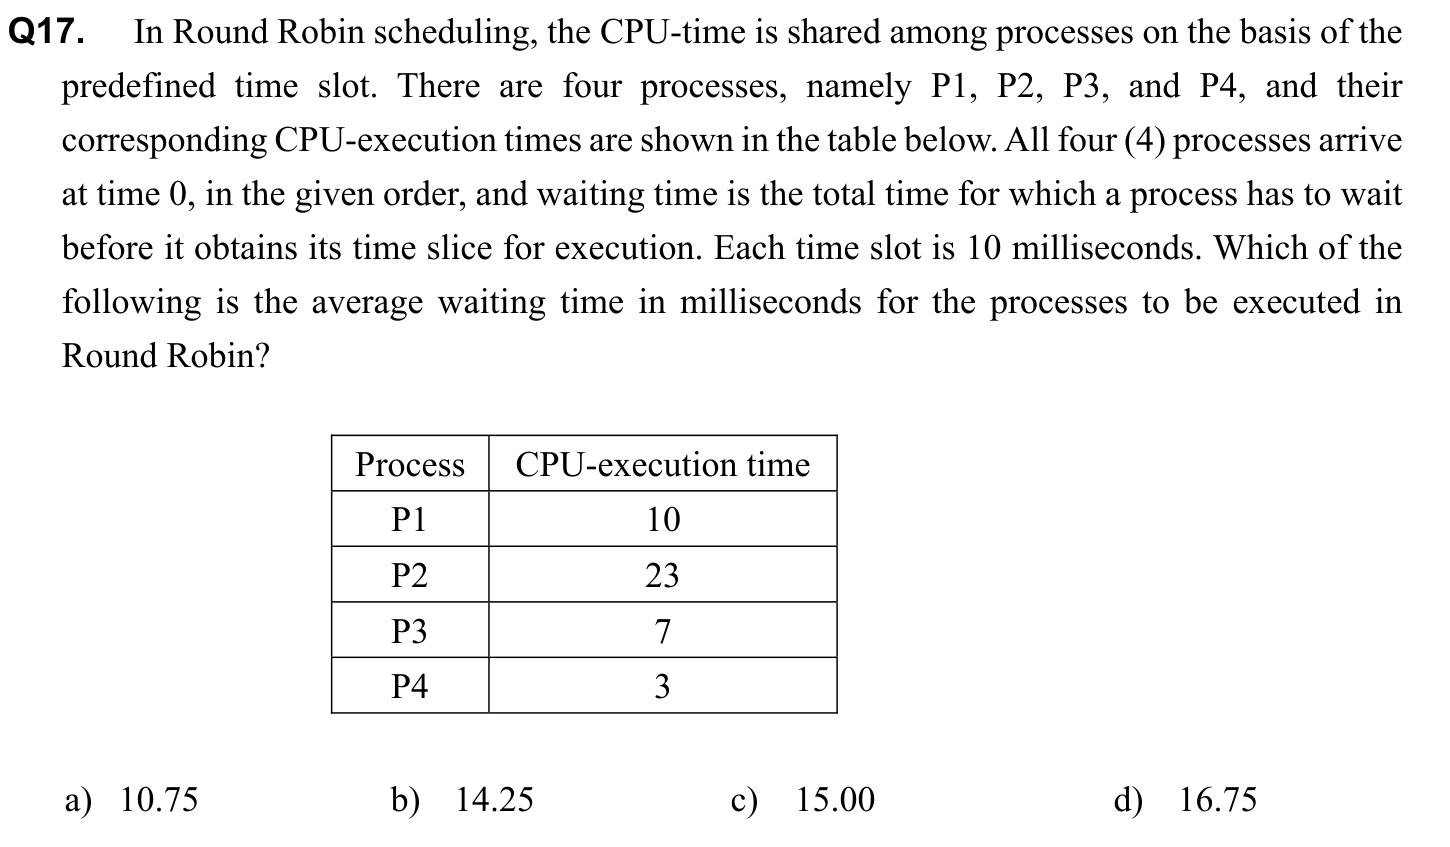 Q17. In Round Robin scheduling, the CPU-time is shared among processes on the basis of the
predefined time slot. There are four processes, namely P1, P2, P3, and P4, and their
corresponding CPU-execution times are shown in the table below. All four (4) processes arrive
at time 0, in the given order, and waiting time is the total time for which a process has to wait
before it obtains its time slice for execution. Each time slot is 10 milliseconds. Which of the
following is the average waiting time in milliseconds for the processes to be executed in
Round Robin?
Process CPU-execution time
P1 10
P2 23
P3 7
P4 3
a) 10.75 b) 14.25 c) 15.00 d) 16.75